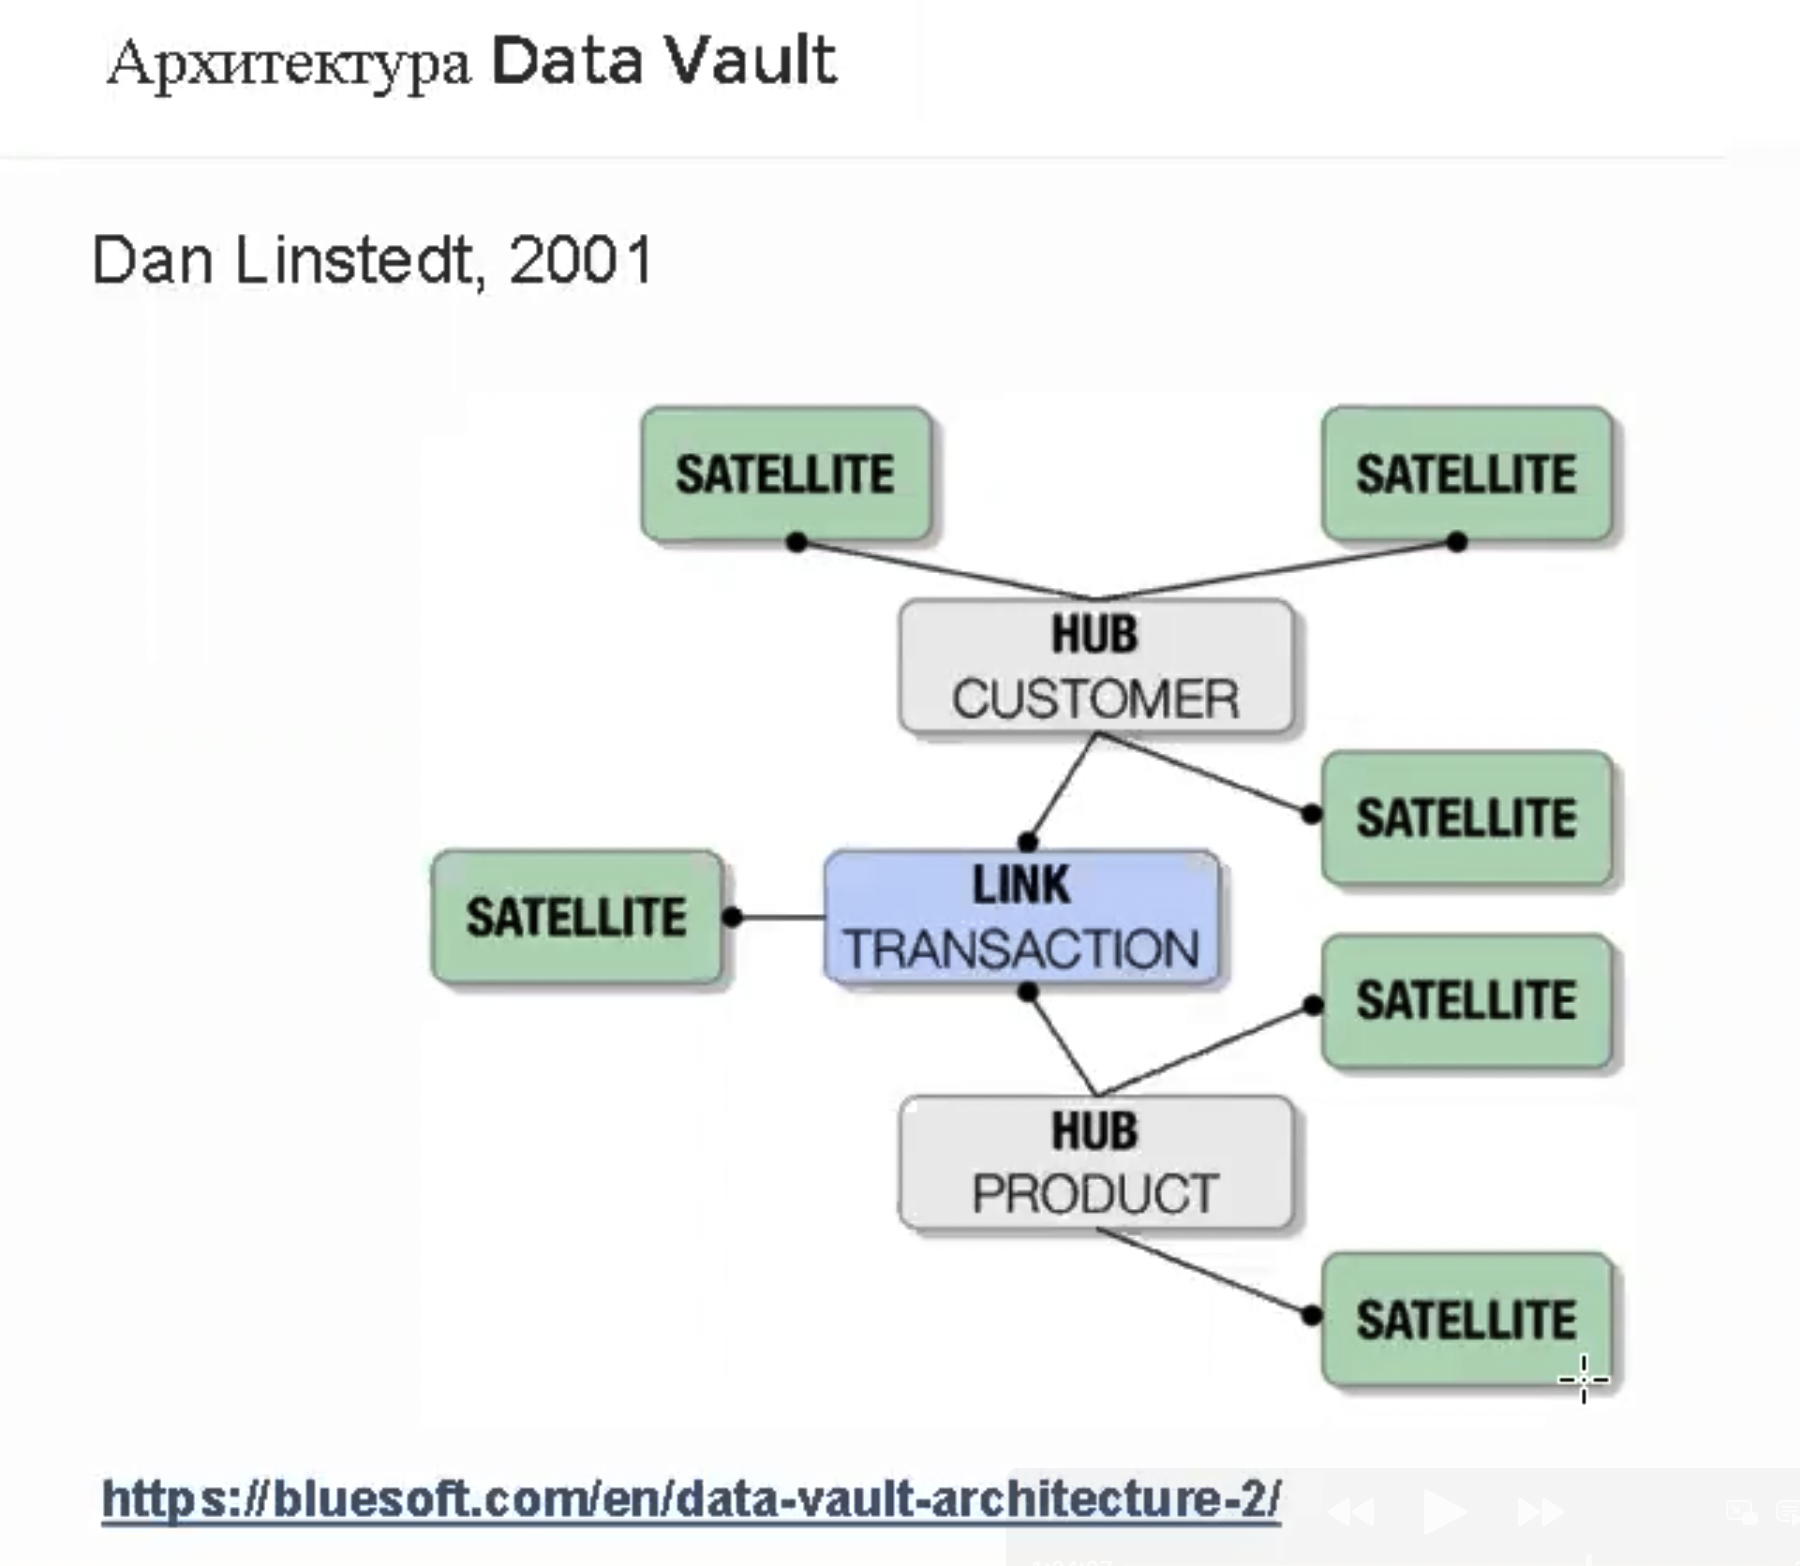 Архитектура Data Vault
Dan Linstedt, 2001
SATELLITE
SATELLITE
HUB
CUSTOMER
SATELLITE
SATELLITE
LINK
TRANSACTION
SATELLITE
HUB
PRODUCT
SATELLITE
https://bluesoft.com/en/data-vault-architecture-2/